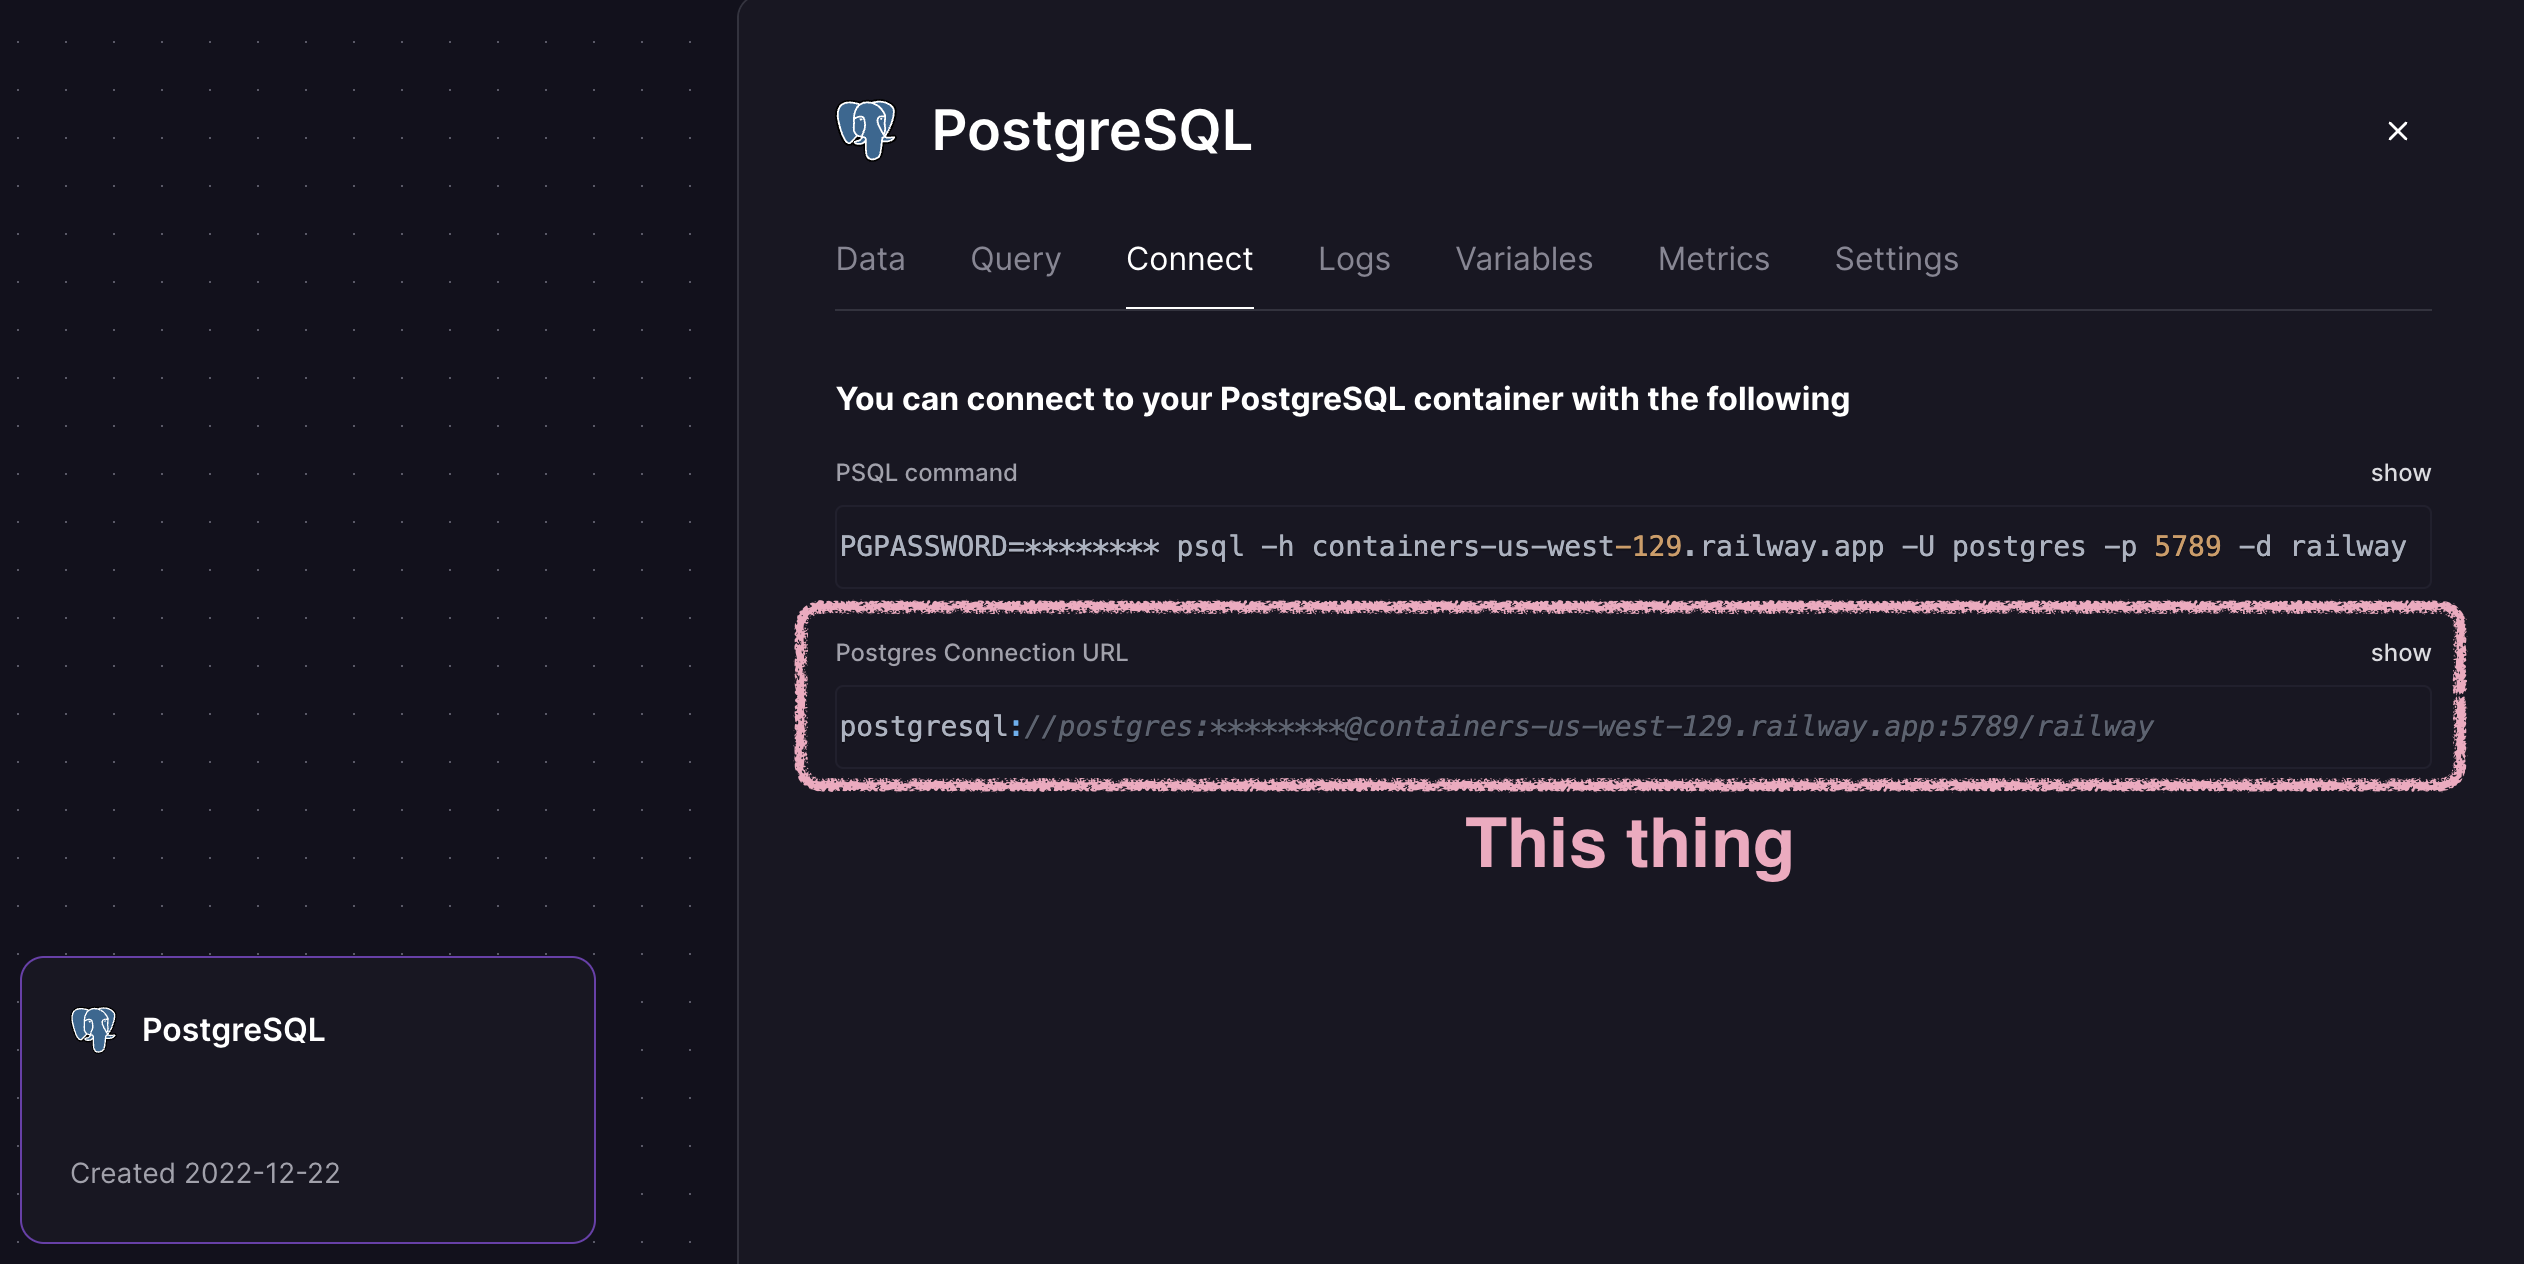 PostgreSQL
Data Query Connect Logs Variables Metrics Settings
You can connect to your PostgreSQL container with the following
PSQL command show
PGPASSWORD=******** psql -h containers-us-west-129.railway.app -U postgres -p 5789 -d railway
Postgres Connection URL show
postgresql://postgres:********@containers-us-west-129.railway.app:5789/railway
This thing
PostgreSQL
Created 2022-12-22